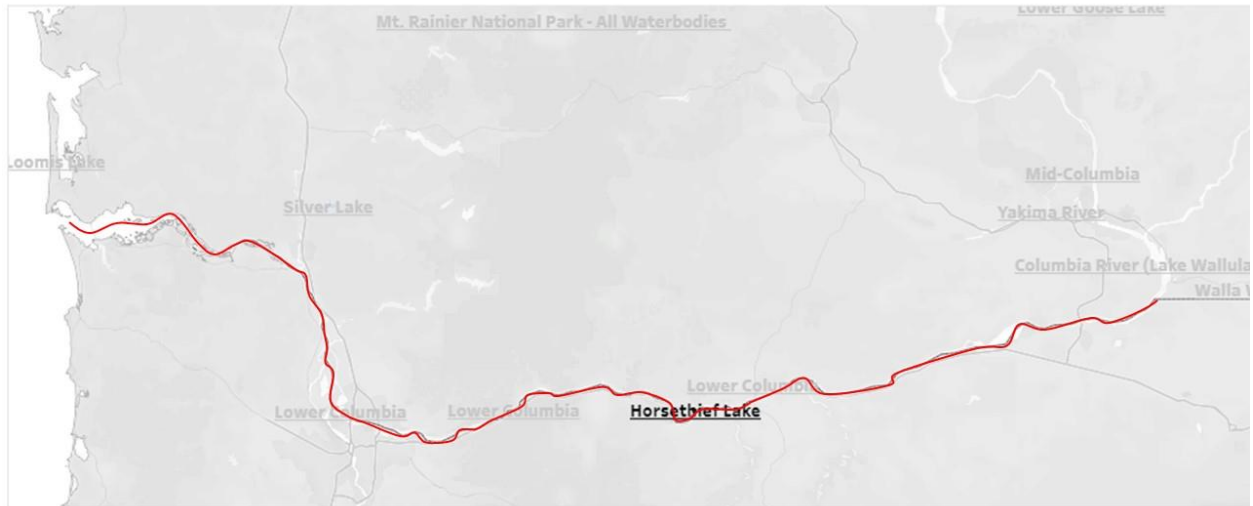 Lower Goose Lake
Mt. Rainier National Park - All Waterbodies
Loomis Lake
Mid-Columbia
Silver Lake
Yakima River
Columbia River (Lake Wallula
Walla W
Lower Columbia
Lower Columbia
Lower Columbia
Horsethief Lake